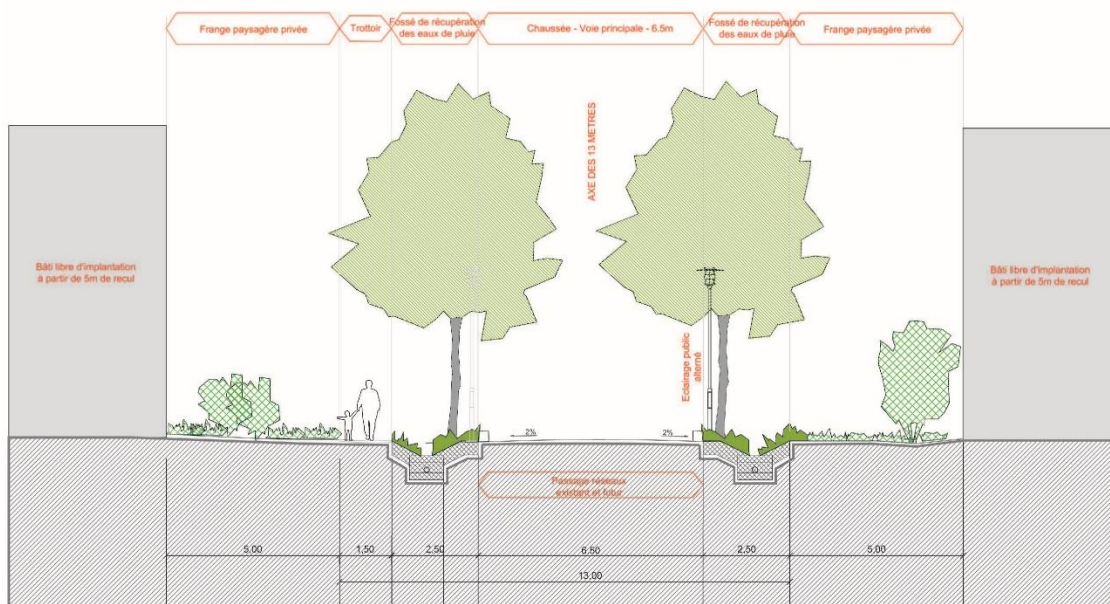 Frange paysagère privée
Trottoir
Fossé de récupération
des eaux de pluie
Chaussée - Voie principale - 6.5m
Fossé de récupération
des eaux de pluie
Frange paysagère privée
AXE DES 13 METRES
Bâti libre d'implantation
à partir de 5m de recul
Bâti libre d'implantation
à partir de 5m de recul
Eclairage public
alterné
2%
2%
Passage réseaux
existant et futur
5,00
1,50
2,50
6,50
2,50
5,00
13,00